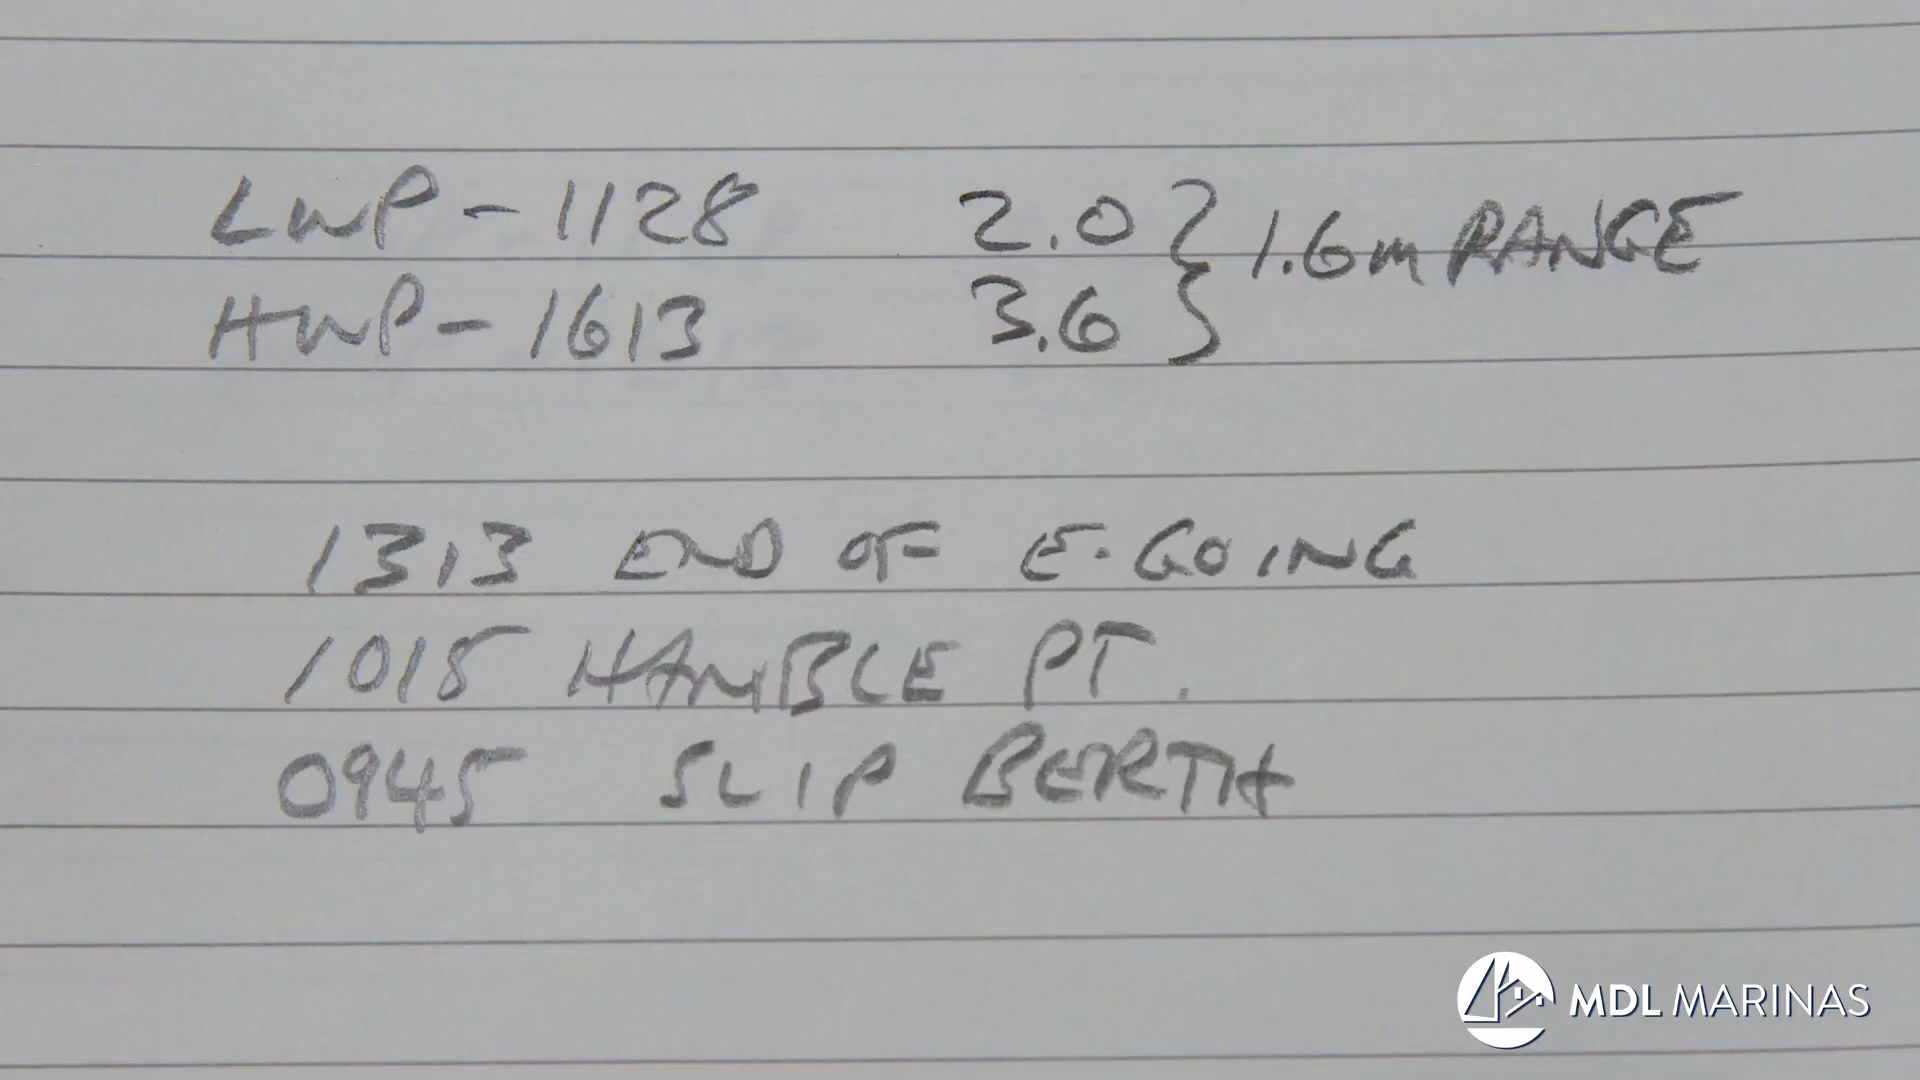 LWP - 1128 2.0 } 1.6m RANGE
HWP - 1613 3.6
1313 END OF E-GOING
1015 HAMBLE PT.
0945 SLIP BERTH
MDL MARINAS